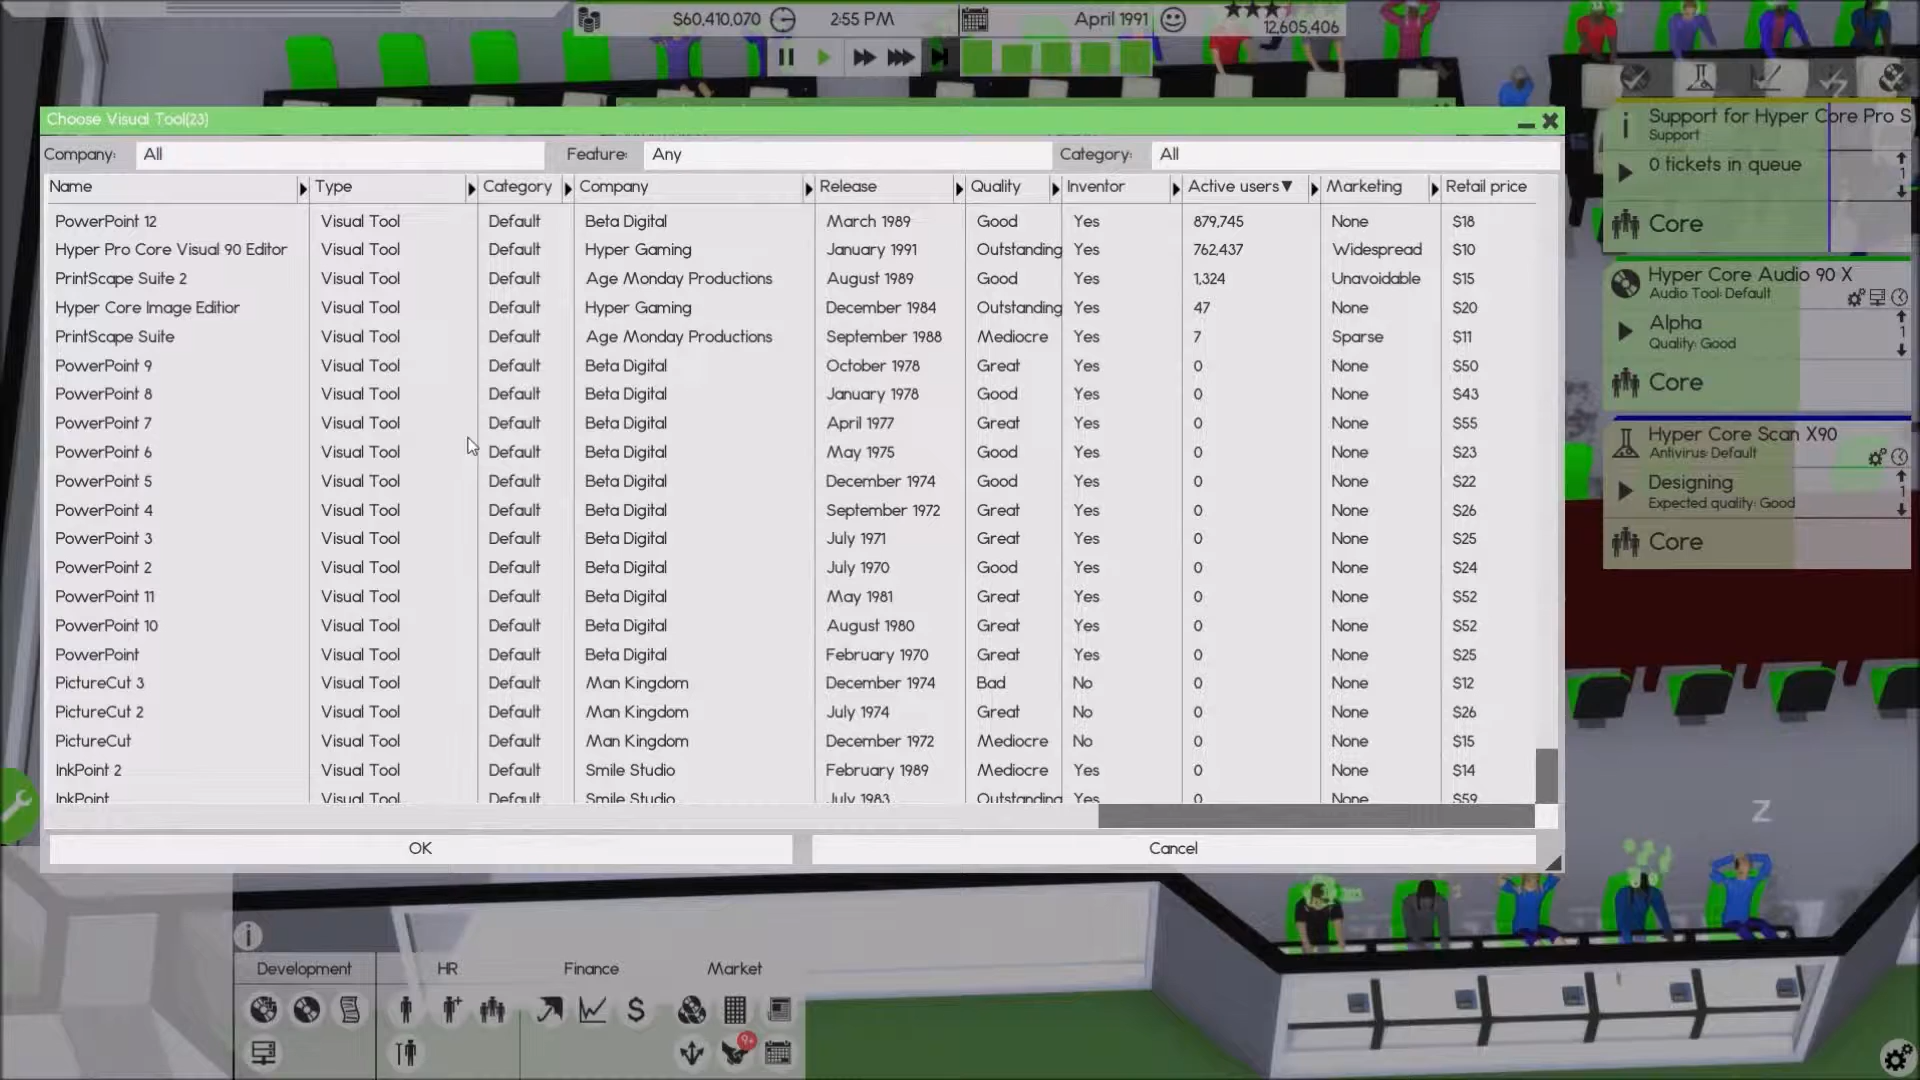 $60,410,070
2:55 PM
April 1991
12,605,406
Choose Visual Tool(23)
Company: All Feature: Any Category: All
Name Type Category Company Release Quality Inventor Active users▼ Marketing Retail price
PowerPoint 12 Visual Tool Default Beta Digital March 1989 Good Yes 879,745 None $18
Hyper Pro Core Visual 90 Editor Visual Tool Default Hyper Gaming January 1991 Outstanding Yes 762,437 Widespread $10
PrintScape Suite 2 Visual Tool Default Age Monday Productions August 1989 Good Yes 1,324 Unavoidable $15
Hyper Core Image Editior Visual Tool Default Hyper Gaming December 1984 Outstanding Yes 47 None $20
PrintScape Suite Visual Tool Default Age Monday Productions September 1988 Mediocre Yes 7 Sparse $11
PowerPoint 9 Visual Tool Default Beta Digital October 1978 Great Yes 0 None $50
PowerPoint 8 Visual Tool Default Beta Digital January 1978 Good Yes 0 None $43
PowerPoint 7 Visual Tool Default Beta Digital April 1977 Great Yes 0 None $55
PowerPoint 6 Visual Tool Default Beta Digital May 1975 Good Yes 0 None $23
PowerPoint 5 Visual Tool Default Beta Digital December 1974 Good Yes 0 None $22
PowerPoint 4 Visual Tool Default Beta Digital September 1972 Great Yes 0 None $26
PowerPoint 3 Visual Tool Default Beta Digital July 1971 Great Yes 0 None $25
PowerPoint 2 Visual Tool Default Beta Digital July 1970 Good Yes 0 None $24
PowerPoint 11 Visual Tool Default Beta Digital May 1981 Great Yes 0 None $52
PowerPoint 10 Visual Tool Default Beta Digital August 1980 Great Yes 0 None $52
PowerPoint Visual Tool Default Beta Digital February 1970 Great Yes 0 None $25
PictureCut 3 Visual Tool Default Man Kingdom December 1974 Bad No 0 None $12
PictureCut 2 Visual Tool Default Man Kingdom July 1974 Great No 0 None $26
PictureCut Visual Tool Default Man Kingdom December 1972 Mediocre No 0 None $15
InkPoint 2 Visual Tool Default Smile Studio February 1989 Mediocre Yes 0 None $14
InkPoint Visual Tool Default Smile Studio July 1983 Outstanding Yes 0 None $59
OK Cancel
Support for Hyper Core Pro S
Support
0 tickets in queue
1
Core
Hyper Core Audio 90 X
Audio Tool: Default
Alpha
Quality: Good
1
Core
Hyper Core Scan X90
Antivirus: Default
Designing
Expected quality: Good
1
Core
Z
Development HR Finance Market
9+